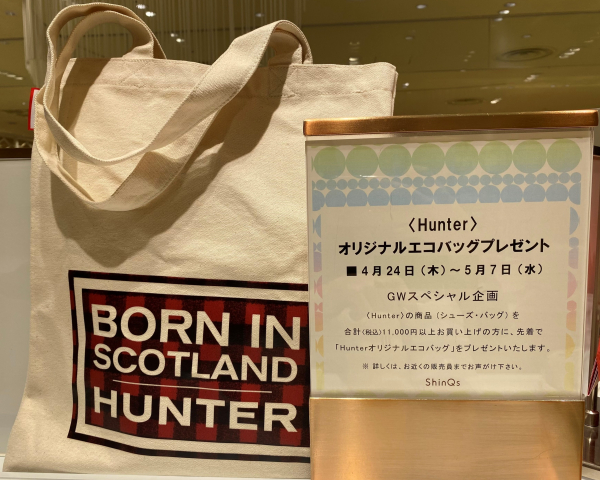 BORN IN
SCOTLAND
HUNTER
〈Hunter〉
オリジナルエコバッグプレゼント
■4月24日(木)~5月7日(水)
GWスペシャル企画
〈Hunter〉の商品(シューズ・バッグ)を
合計(税込)11,000円以上お買い上げの方に、先着で
「Hunterオリジナルエコバッグ」をプレゼントいたします。
※ 詳しくは、お近くの販売員までお声がけ下さい。
ShinQs